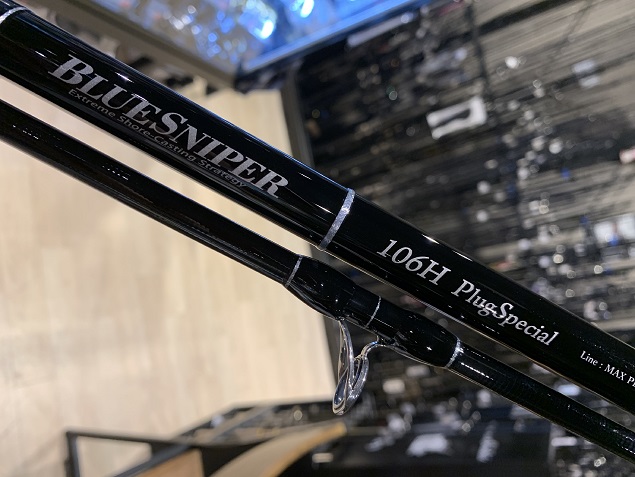 BLUESNIPER
Extreme Shore-Casting Strategy
106H PlugSpecial
Line : MAX